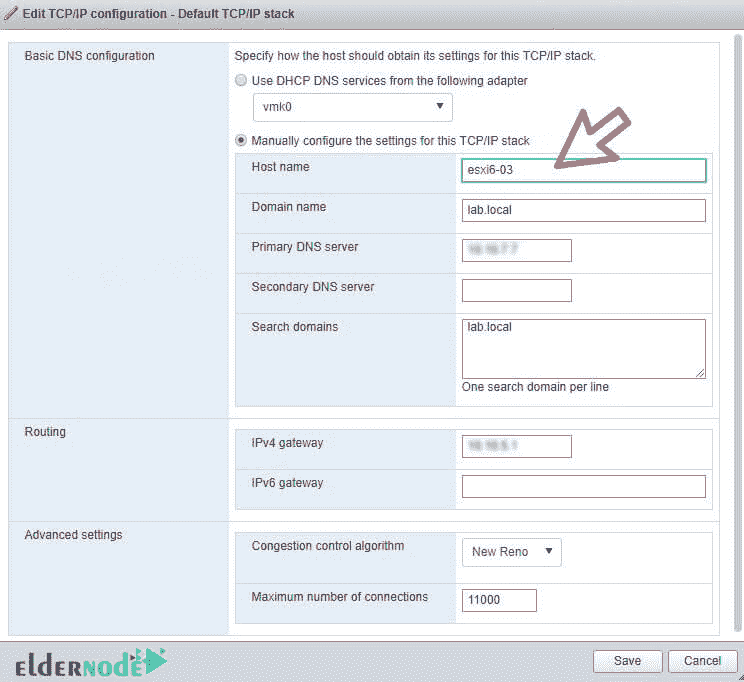 Edit TCP/IP configuration - Default TCP/IP stack
Basic DNS configuration
Specify how the host should obtain its settings for this TCP/IP stack.
Use DHCP DNS services from the following adapter
vmk0
Manually configure the settings for this TCP/IP stack
Host name
esxi6-03
Domain name
lab.local
Primary DNS server
Secondary DNS server
Search domains
lab.local
One search domain per line
Routing
IPv4 gateway
IPv6 gateway
Advanced settings
Congestion control algorithm
New Reno
Maximum number of connections
11000
elderNode
Save
Cancel